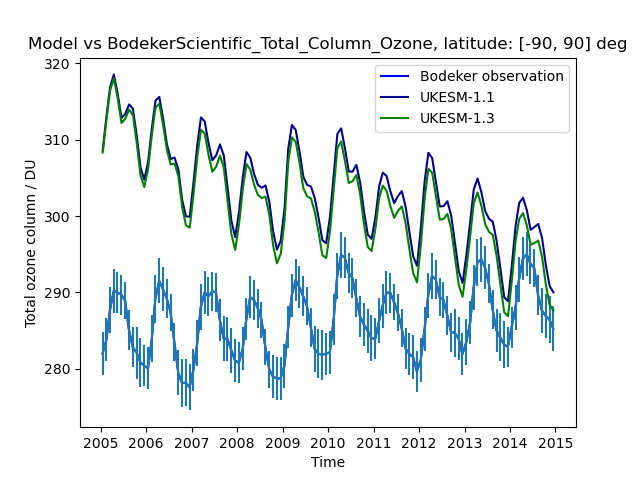 Model vs BodekerScientific_Total_Column_Ozone, latitude: [-90, 90] deg
320
310
300
290
280
Total ozone column / DU
Bodeker observation
UKESM-1.1
UKESM-1.3
2005 2006 2007 2008 2009 2010 2011 2012 2013 2014 2015
Time